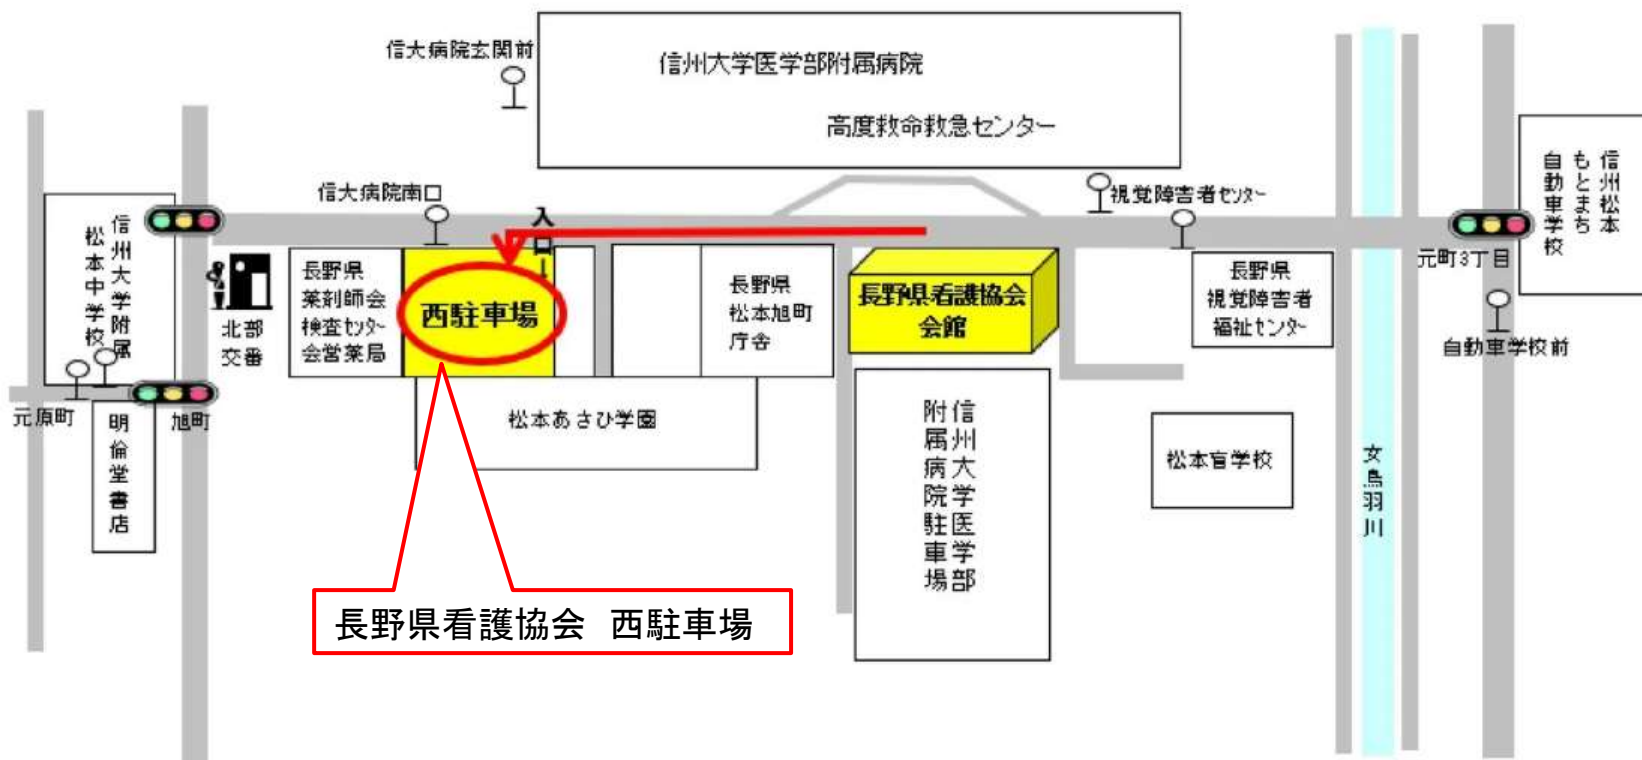 信大病院玄関前
信州大学医学部附属病院
高度救命救急センター
信州松本
もとまち
自動車学校
信大病院南口
視覚障害者センター
入口→
信州大学附属
松本中学校
元町3丁目
長野県
薬剤師会
検査センター
会営薬局
西駐車場
長野県
松本旭町
庁舎
長野県看護協会
会館
長野県
視覚障害者
福祉センター
北部
交番
自動車学校前
元原町
旭町
明倫堂書店
松本あさひ学園
信州大学医学部
附属病院駐車場
松本盲学校
女鳥羽川
長野県看護協会　西駐車場